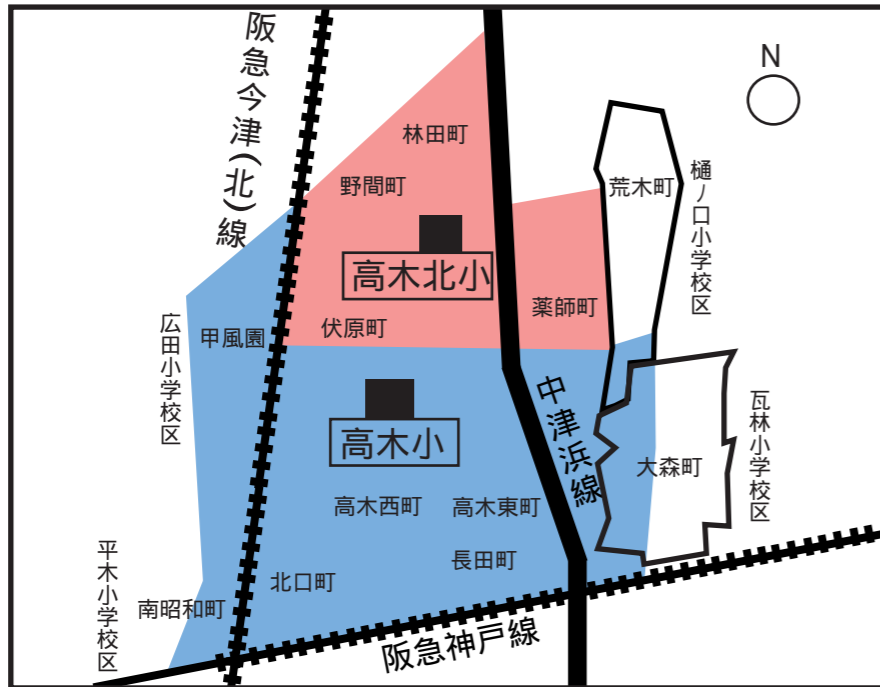 阪急今津(北)線
N
林田町
野間町
荒木町
樋ノ口小学校区
高木北小
薬師町
広田小学校区
甲風園
伏原町
中津浜線
高木小
瓦林小学校区
大森町
高木西町
高木東町
長田町
平木小学校区
北口町
南昭和町
阪急神戸線